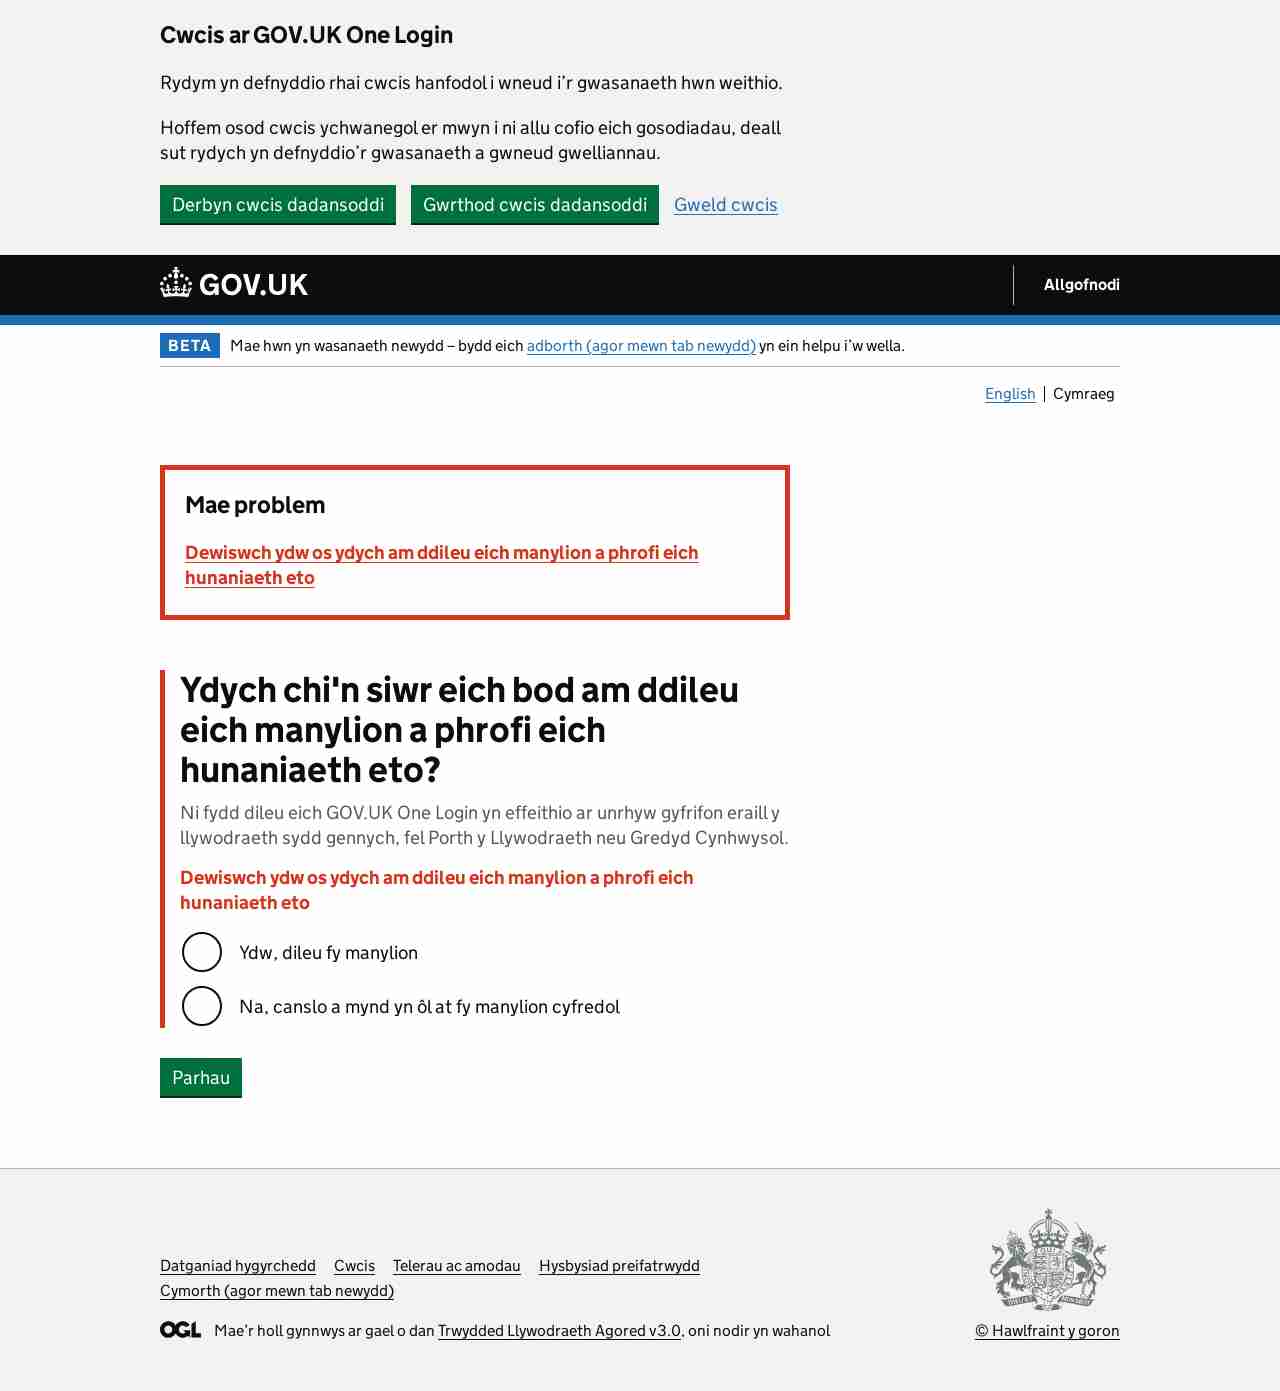 Cwcis ar GOV.UK One Login
Rydym yn defnyddio rhai cwcis hanfodol i wneud i’r gwasanaeth hwn weithio.
Hoffem osod cwcis ychwanegol er mwyn i ni allu cofio eich gosodiadau, deall
sut rydych yn defnyddio’r gwasanaeth a gwneud gwelliannau.
Derbyn cwcis dadansoddi Gwrthod cwcis dadansoddi Gweld cwcis
GOV.UK Allgofnodi
BETA Mae hwn yn wasanaeth newydd – bydd eich adborth (agor mewn tab newydd) yn ein helpu i’w wella.
English Cymraeg
Mae problem
Dewiswch ydw os ydych am ddileu eich manylion a phrofi eich
hunaniaeth eto
Ydych chi'n siwr eich bod am ddileu
eich manylion a phrofi eich
hunaniaeth eto?
Ni fydd dileu eich GOV.UK One Login yn effeithio ar unrhyw gyfrifon eraill y
llywodraeth sydd gennych, fel Porth y Llywodraeth neu Gredyd Cynhwysol.
Dewiswch ydw os ydych am ddileu eich manylion a phrofi eich
hunaniaeth eto
Ydw, dileu fy manylion
Na, canslo a mynd yn ôl at fy manylion cyfredol
Parhau
Datganiad hygyrchedd Cwcis Telerau ac amodau Hysbysiad preifatrwydd
Cymorth (agor mewn tab newydd)
OGL Mae’r holl gynnwys ar gael o dan Trwydded Llywodraeth Agored v3.0, oni nodir yn wahanol
© Hawlfraint y goron